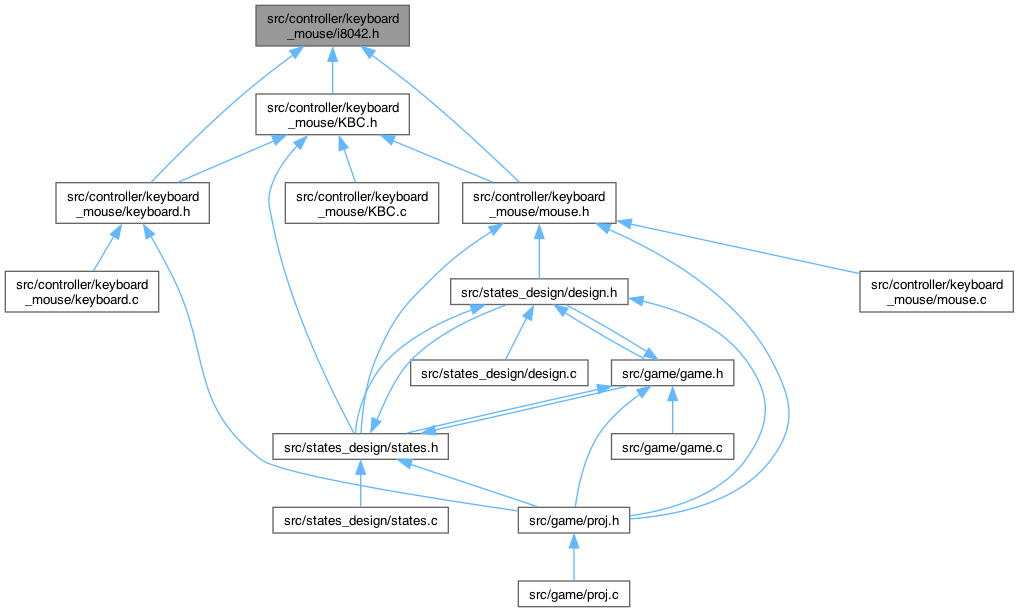 src/controller/keyboard
_mouse/i8042.h
src/controller/keyboard
_mouse/KBC.h
src/controller/keyboard
_mouse/keyboard.h
src/controller/keyboard
_mouse/KBC.c
src/controller/keyboard
_mouse/mouse.h
src/controller/keyboard
_mouse/keyboard.c
src/states_design/design.h
src/controller/keyboard
_mouse/mouse.c
src/states_design/design.c
src/game/game.h
src/states_design/states.h
src/game/game.c
src/states_design/states.c
src/game/proj.h
src/game/proj.c